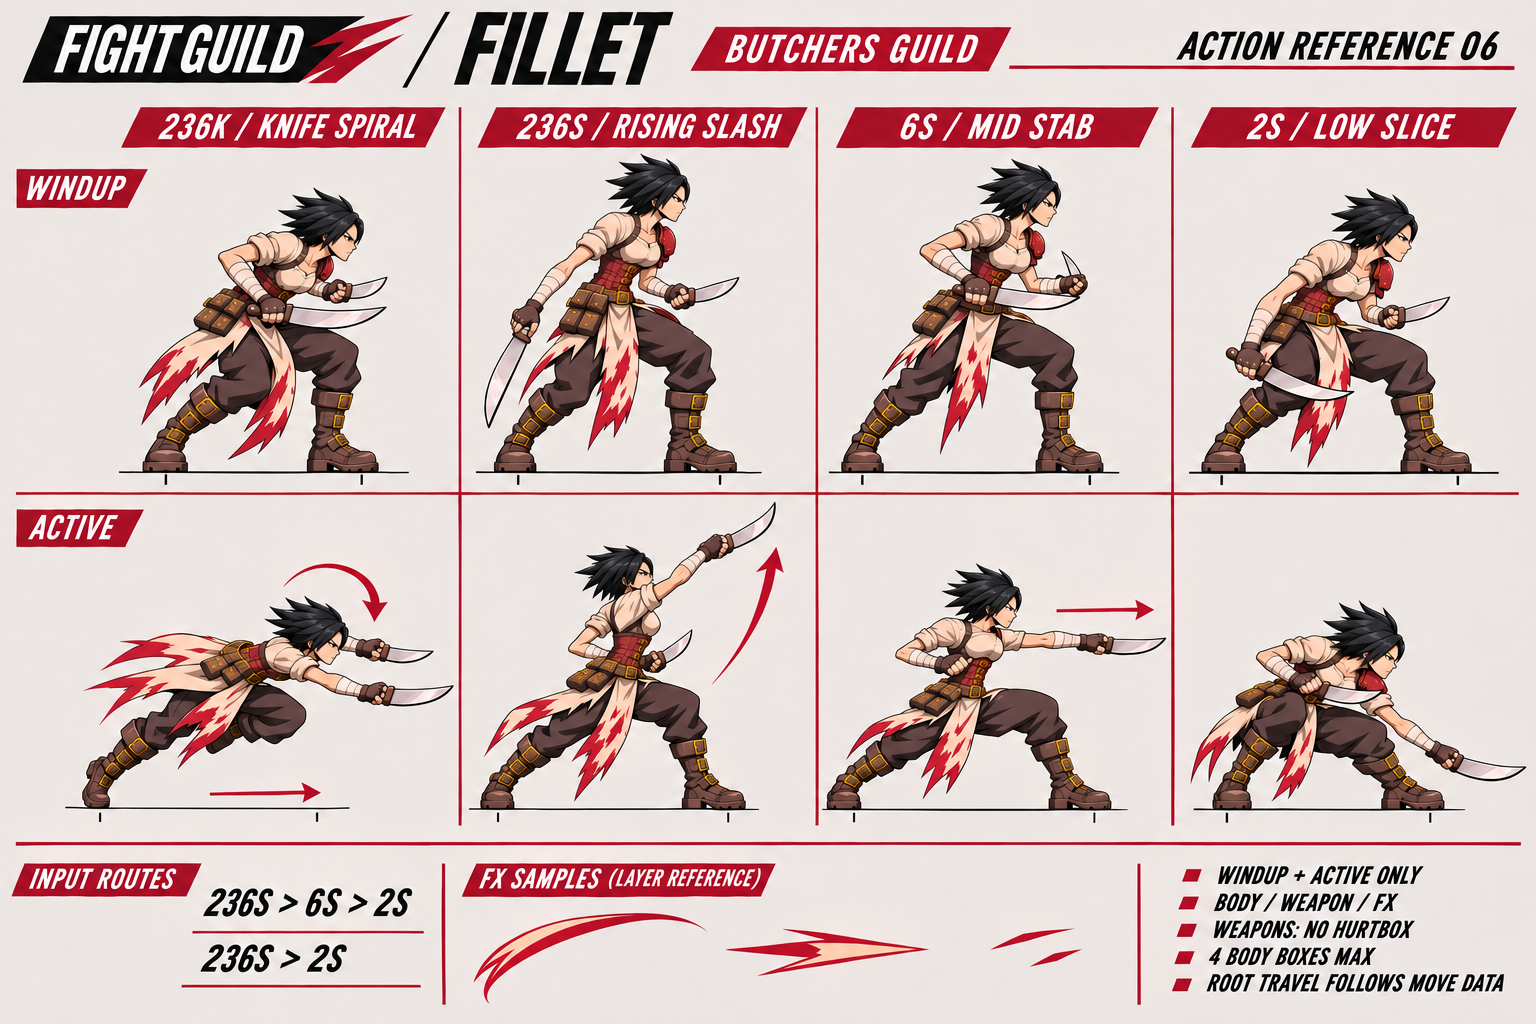 FIGHT GUILD / FILLET
BUTCHERS GUILD
ACTION REFERENCE 06
236K / KNIFE SPIRAL
236S / RISING SLASH
6S / MID STAB
2S / LOW SLICE
WINDUP
ACTIVE
INPUT ROUTES
236S > 6S > 2S
236S > 2S
FX SAMPLES (LAYER REFERENCE)
WINDUP + ACTIVE ONLY
BODY / WEAPON / FX
WEAPONS: NO HURTBOX
4 BODY BOXES MAX
ROOT TRAVEL FOLLOWS MOVE DATA